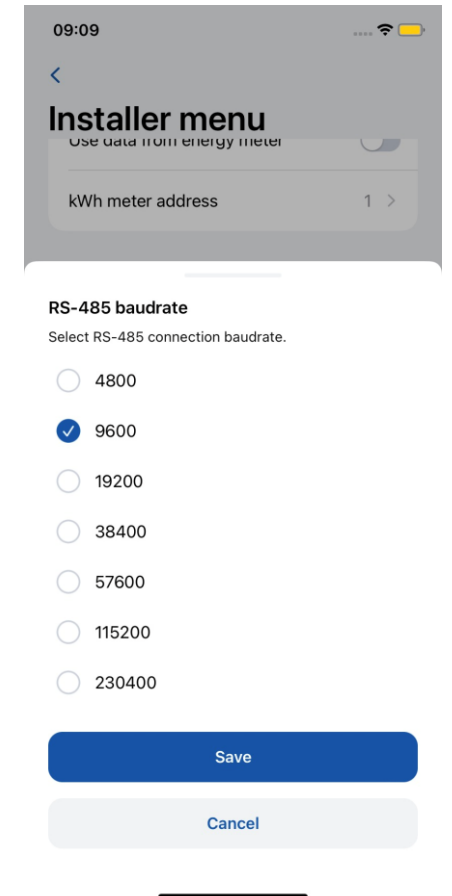 09:09
Installer menu
Use data from energy meter
kWh meter address 1
RS-485 baudrate
Select RS-485 connection baudrate.
4800
9600
19200
38400
57600
115200
230400
Save
Cancel